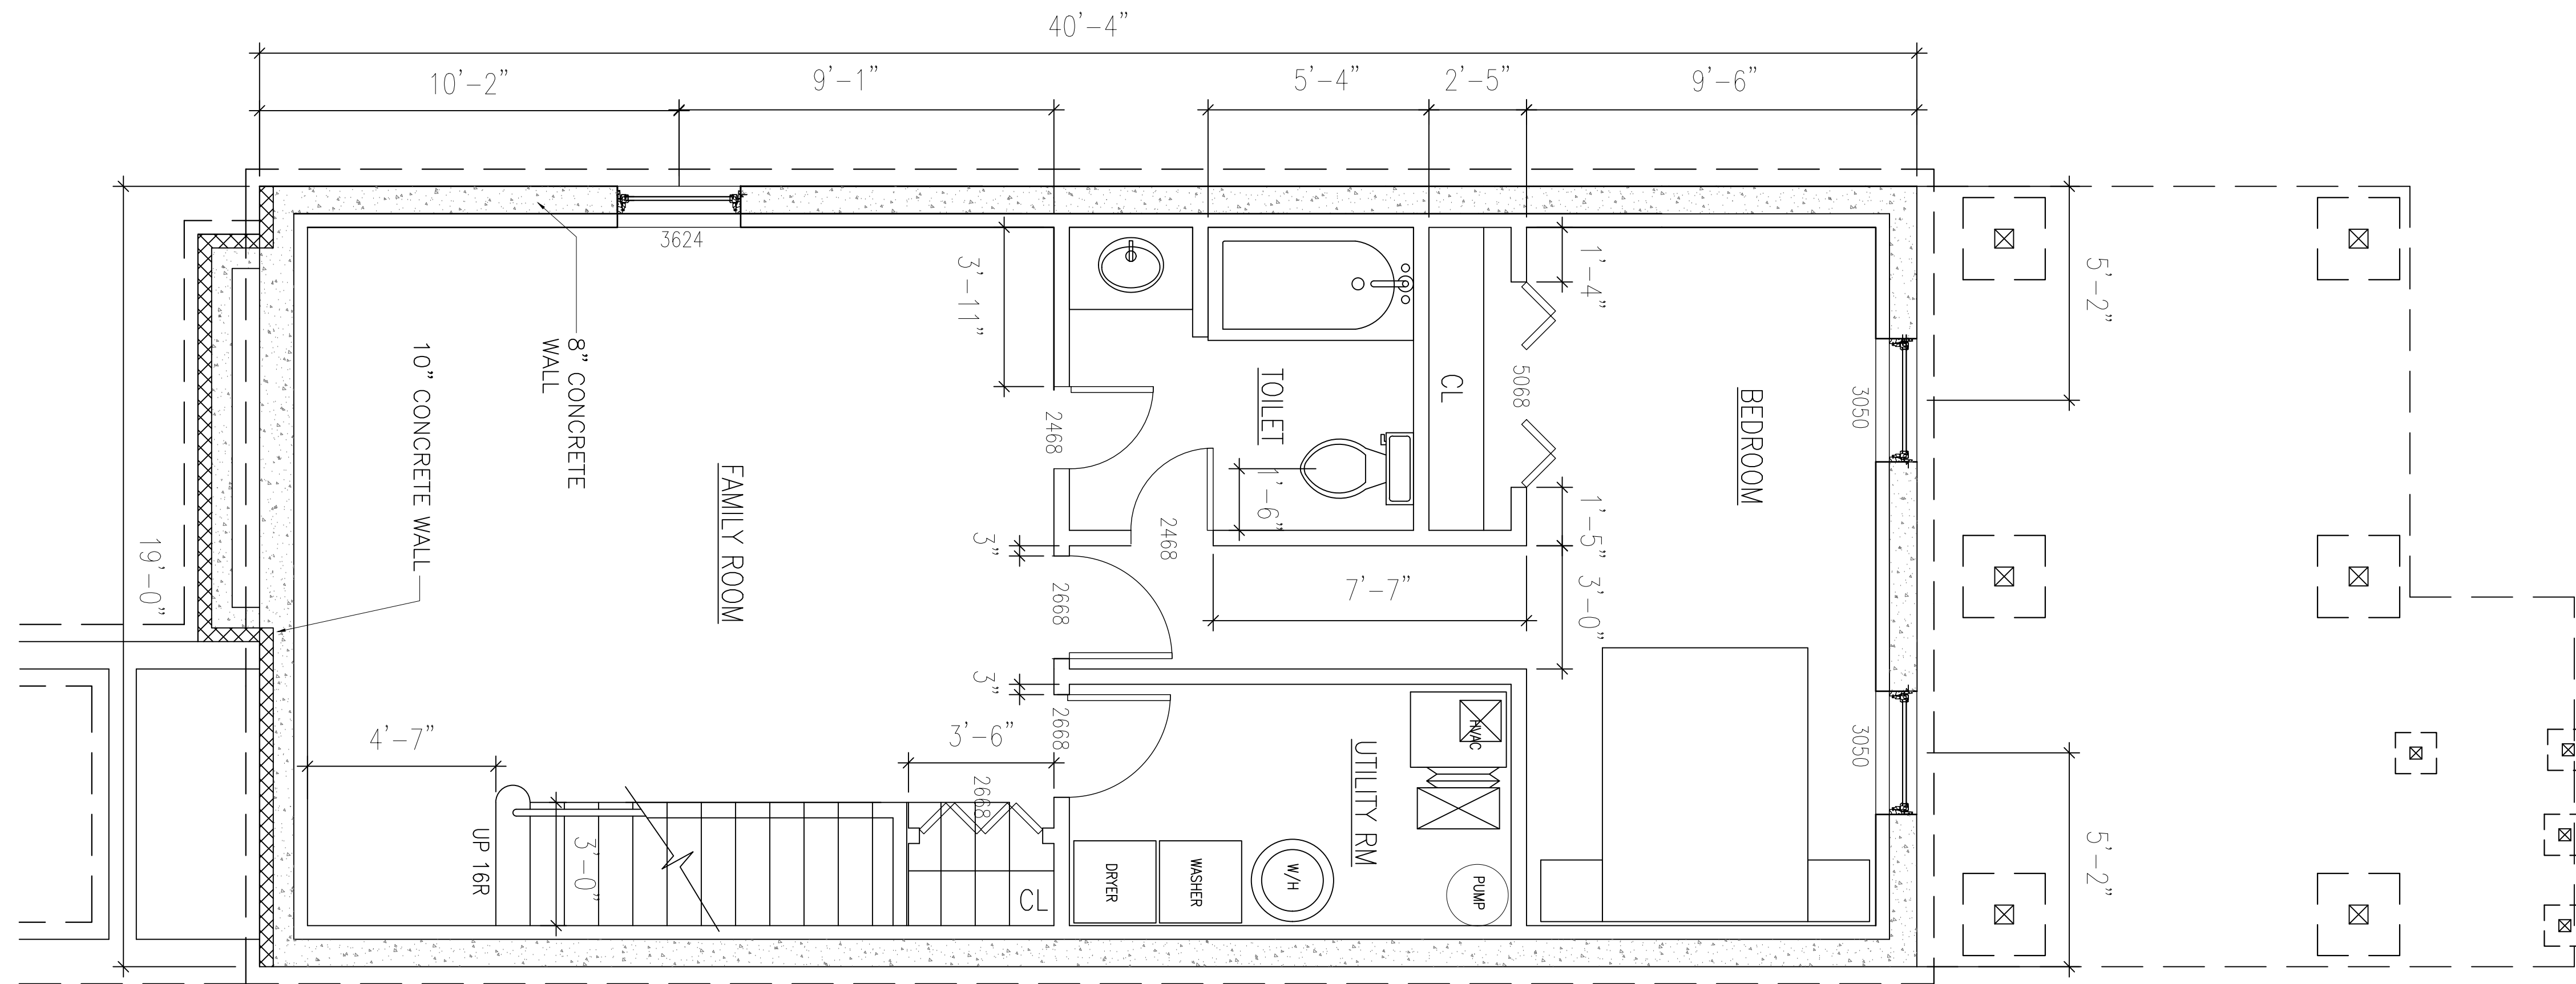 40'-4"
10'-2"
9'-1"
5'-4"
2'-5"
9'-6"
3624
3'-11"
1'-4"
5'-2"
8" CONCRETE
WALL
10" CONCRETE WALL
FAMILY ROOM
2468
TOILET
CL
5068
BEDROOM
3050
1'-6"
2468
3"
1'-5"
19'-0"
2668
7'-7"
3'-0"
3"
4'-7"
3'-6"
2668
HVAC
3050
UTILITY RM
2668
UP 16R
3'-0"
CL
DRYER
WASHER
W/H
PUMP
5'-2"